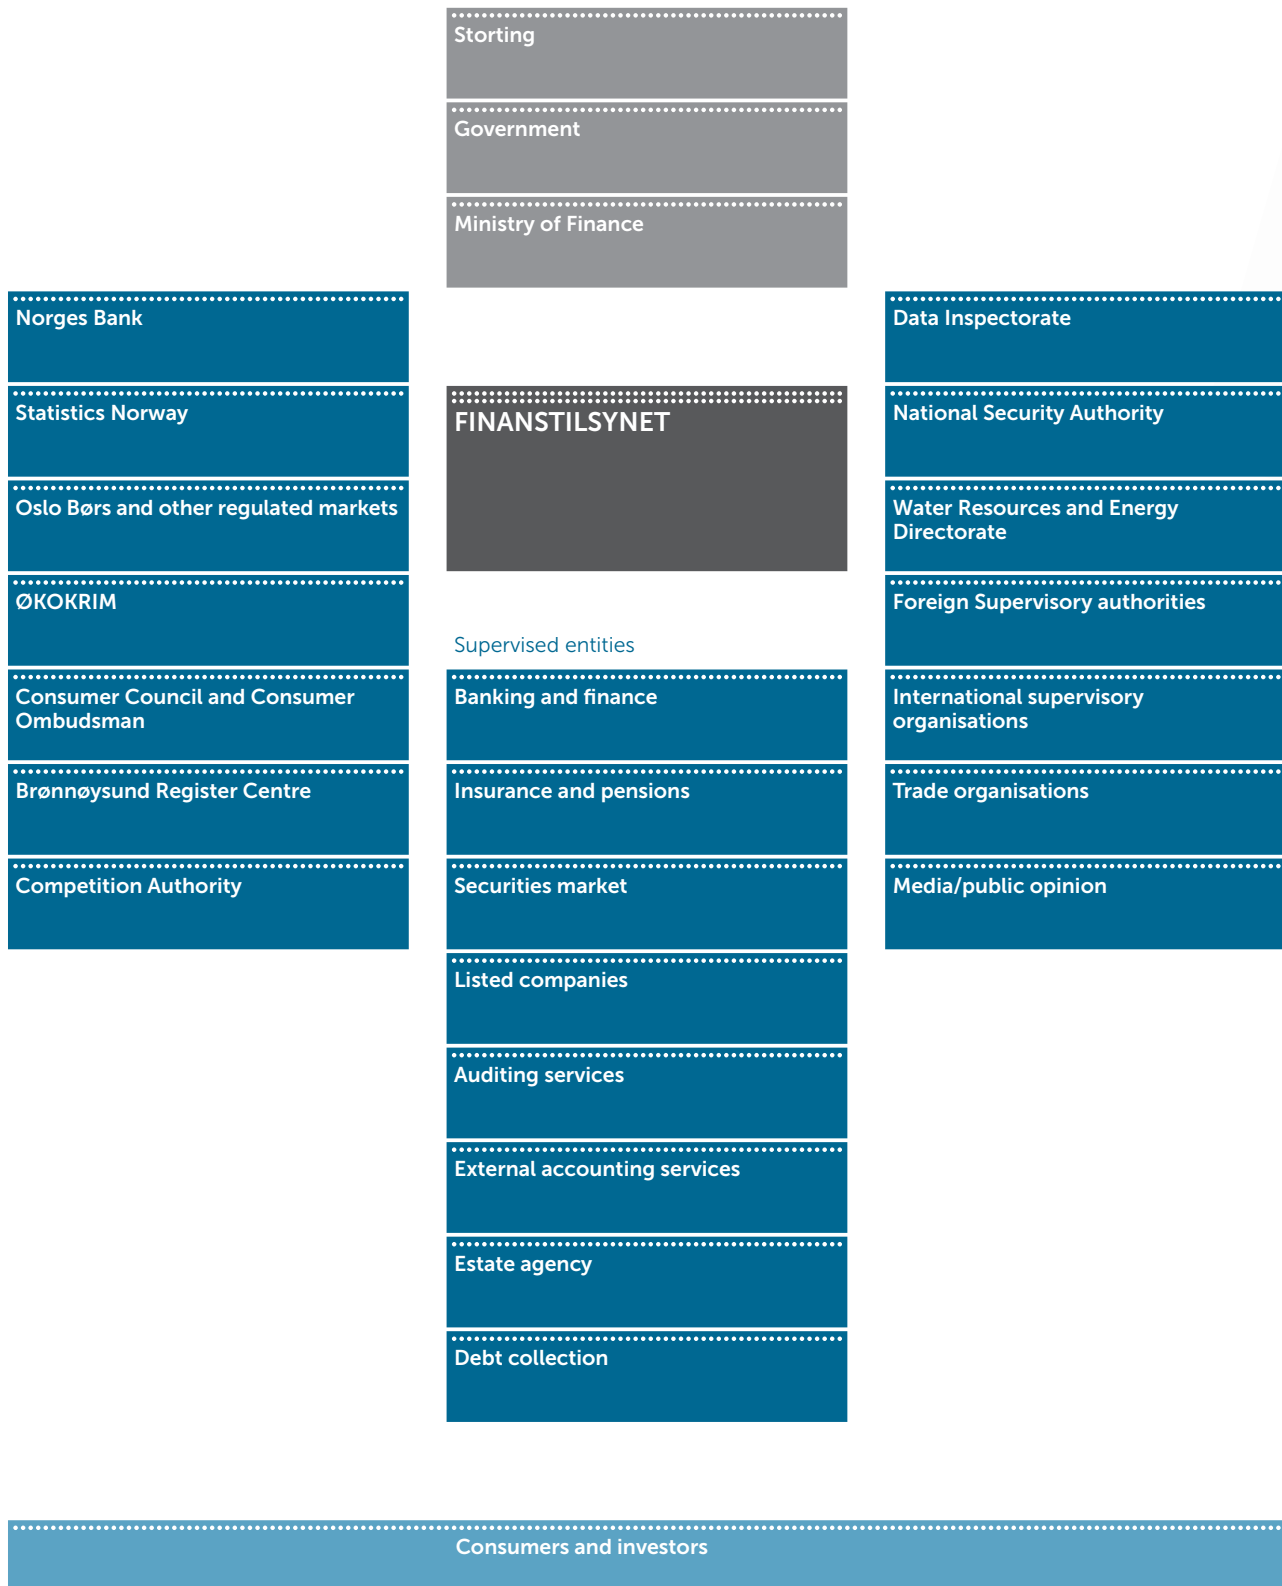 Storting
Government
Ministry of Finance
Norges Bank
Statistics Norway
Oslo Børs and other regulated markets
ØKOKRIM
Consumer Council and Consumer
Ombudsman
Brønnøysund Register Centre
Competition Authority
FINANSTILSYNET
Supervised entities
Banking and finance
Insurance and pensions
Securities market
Listed companies
Auditing services
External accounting services
Estate agency
Debt collection
Data Inspectorate
National Security Authority
Water Resources and Energy
Directorate
Foreign Supervisory authorities
International supervisory
organisations
Trade organisations
Media/public opinion
Consumers and investors